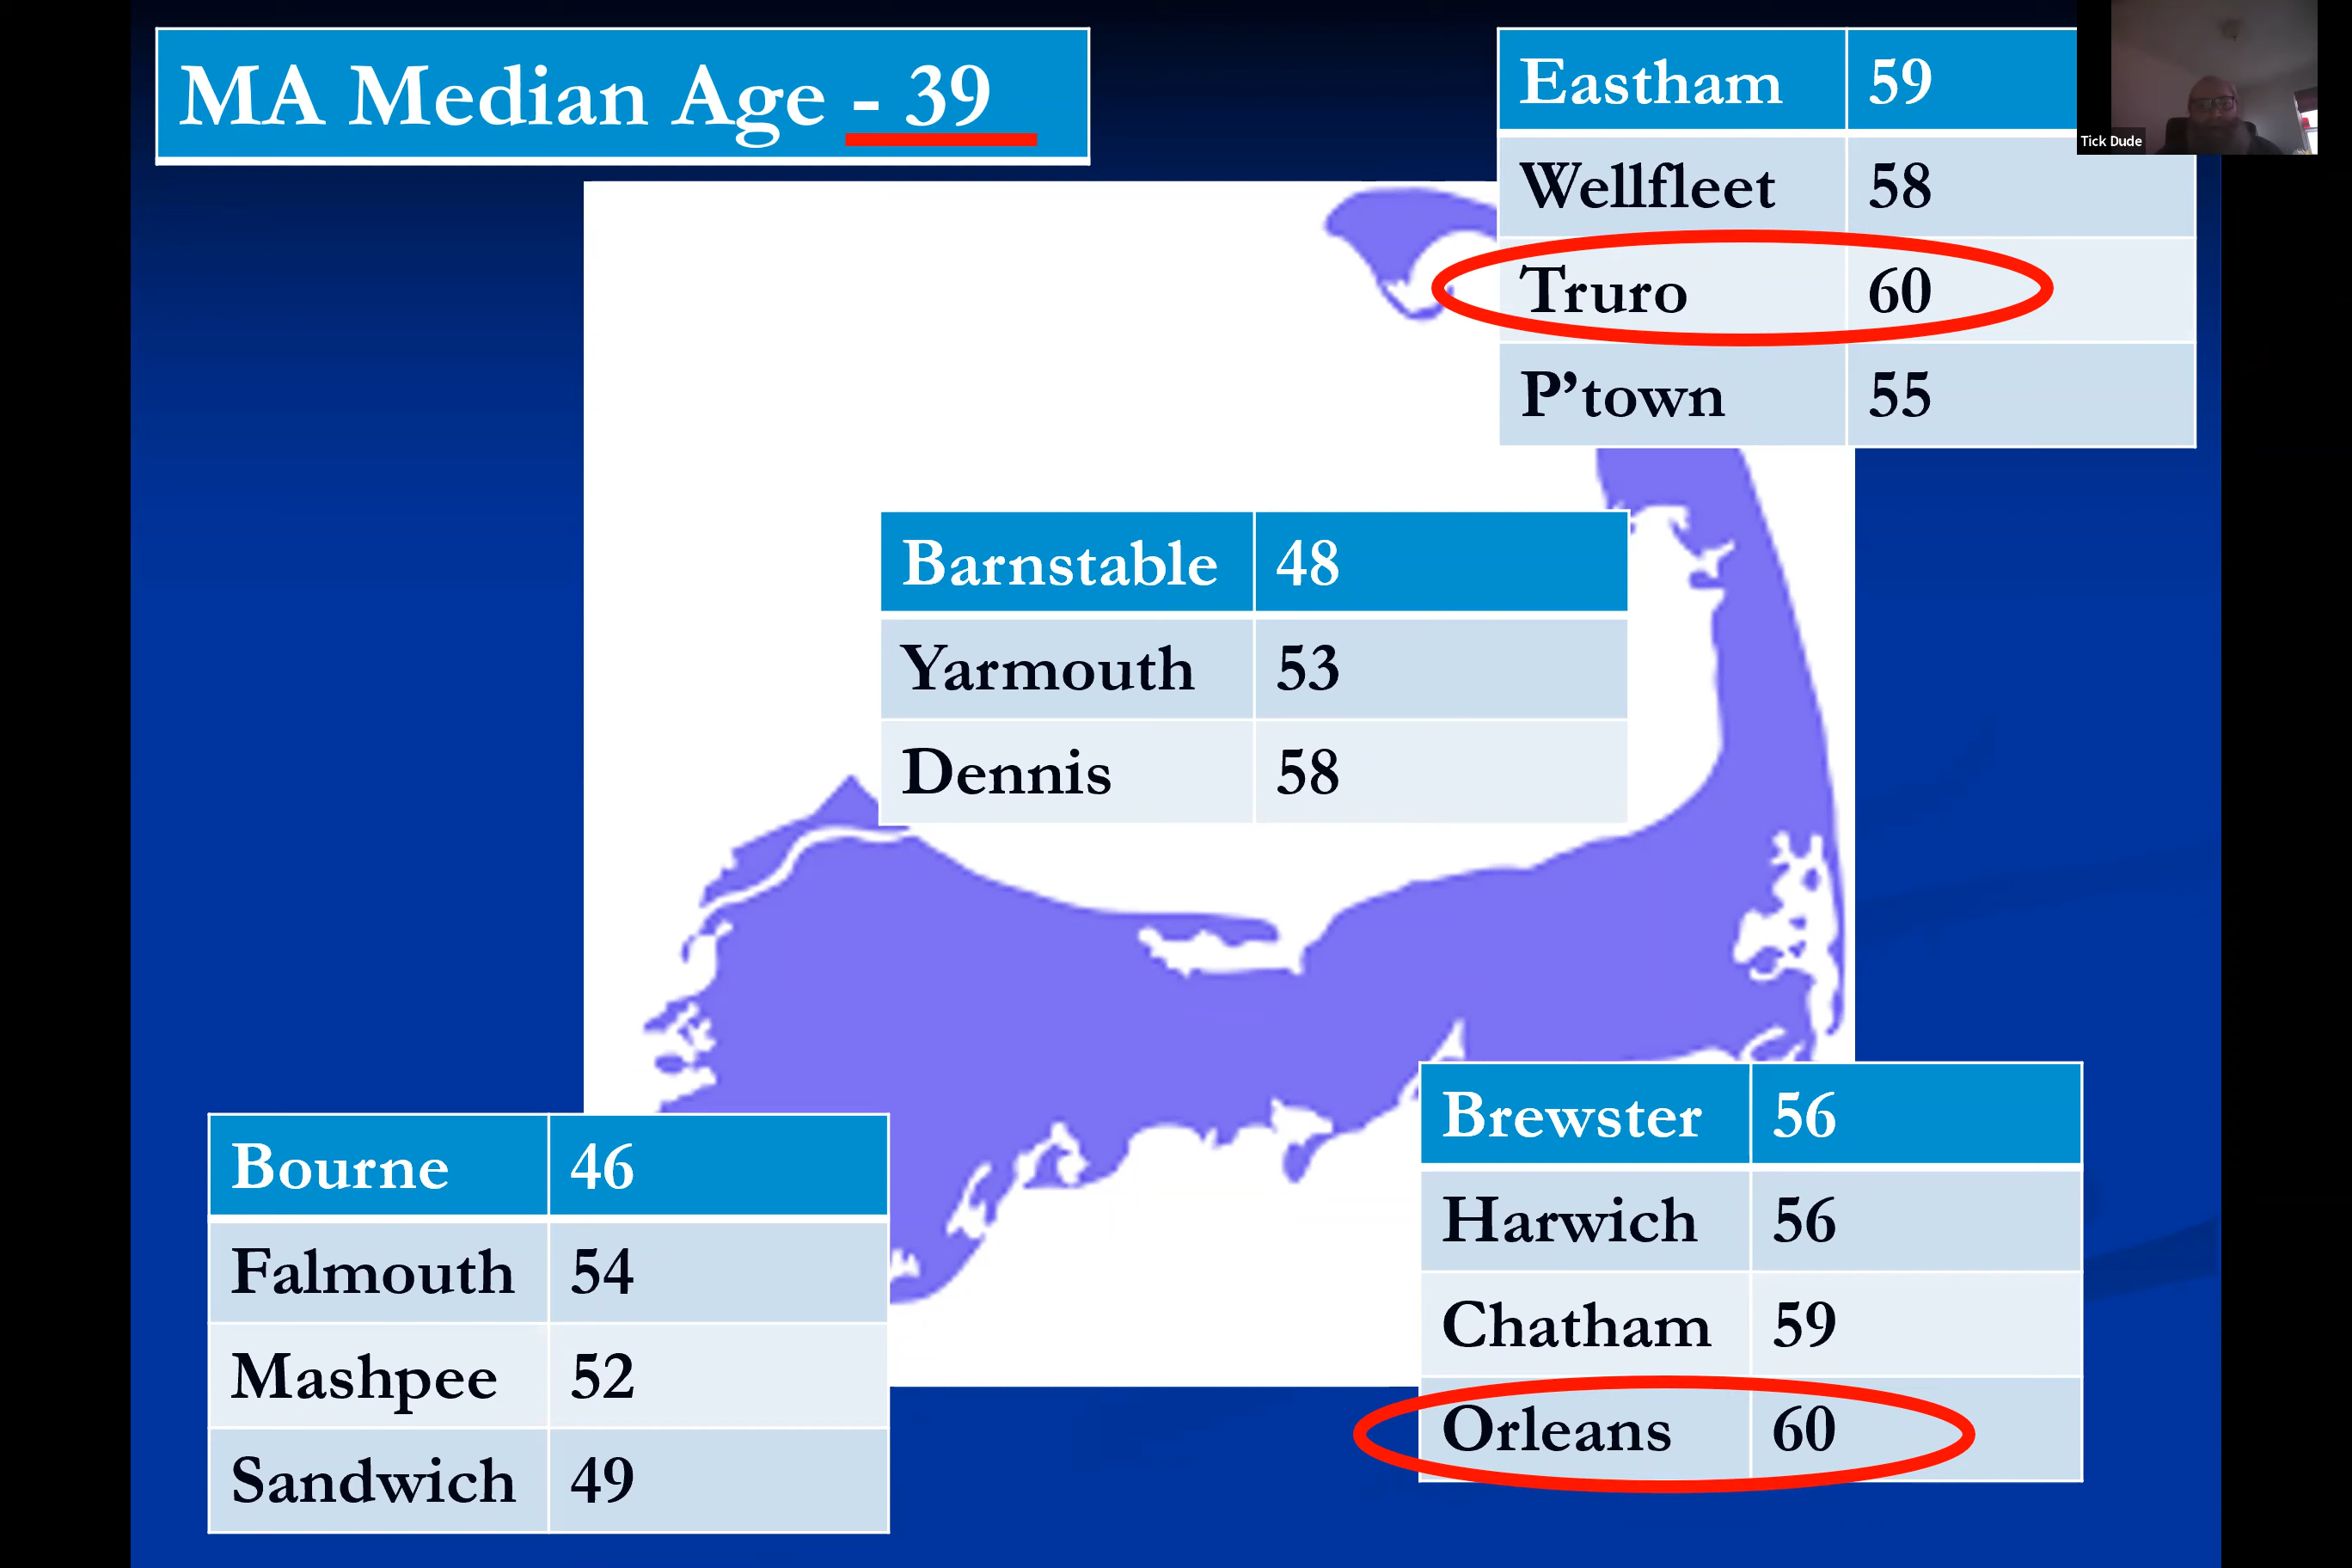 MA Median Age - 39
Eastham 59
Wellfleet 58
Truro 60
P'town 55
Tick Dude
Barnstable 48
Yarmouth 53
Dennis 58
Bourne 46
Falmouth 54
Mashpee 52
Sandwich 49
Brewster 56
Harwich 56
Chatham 59
Orleans 60